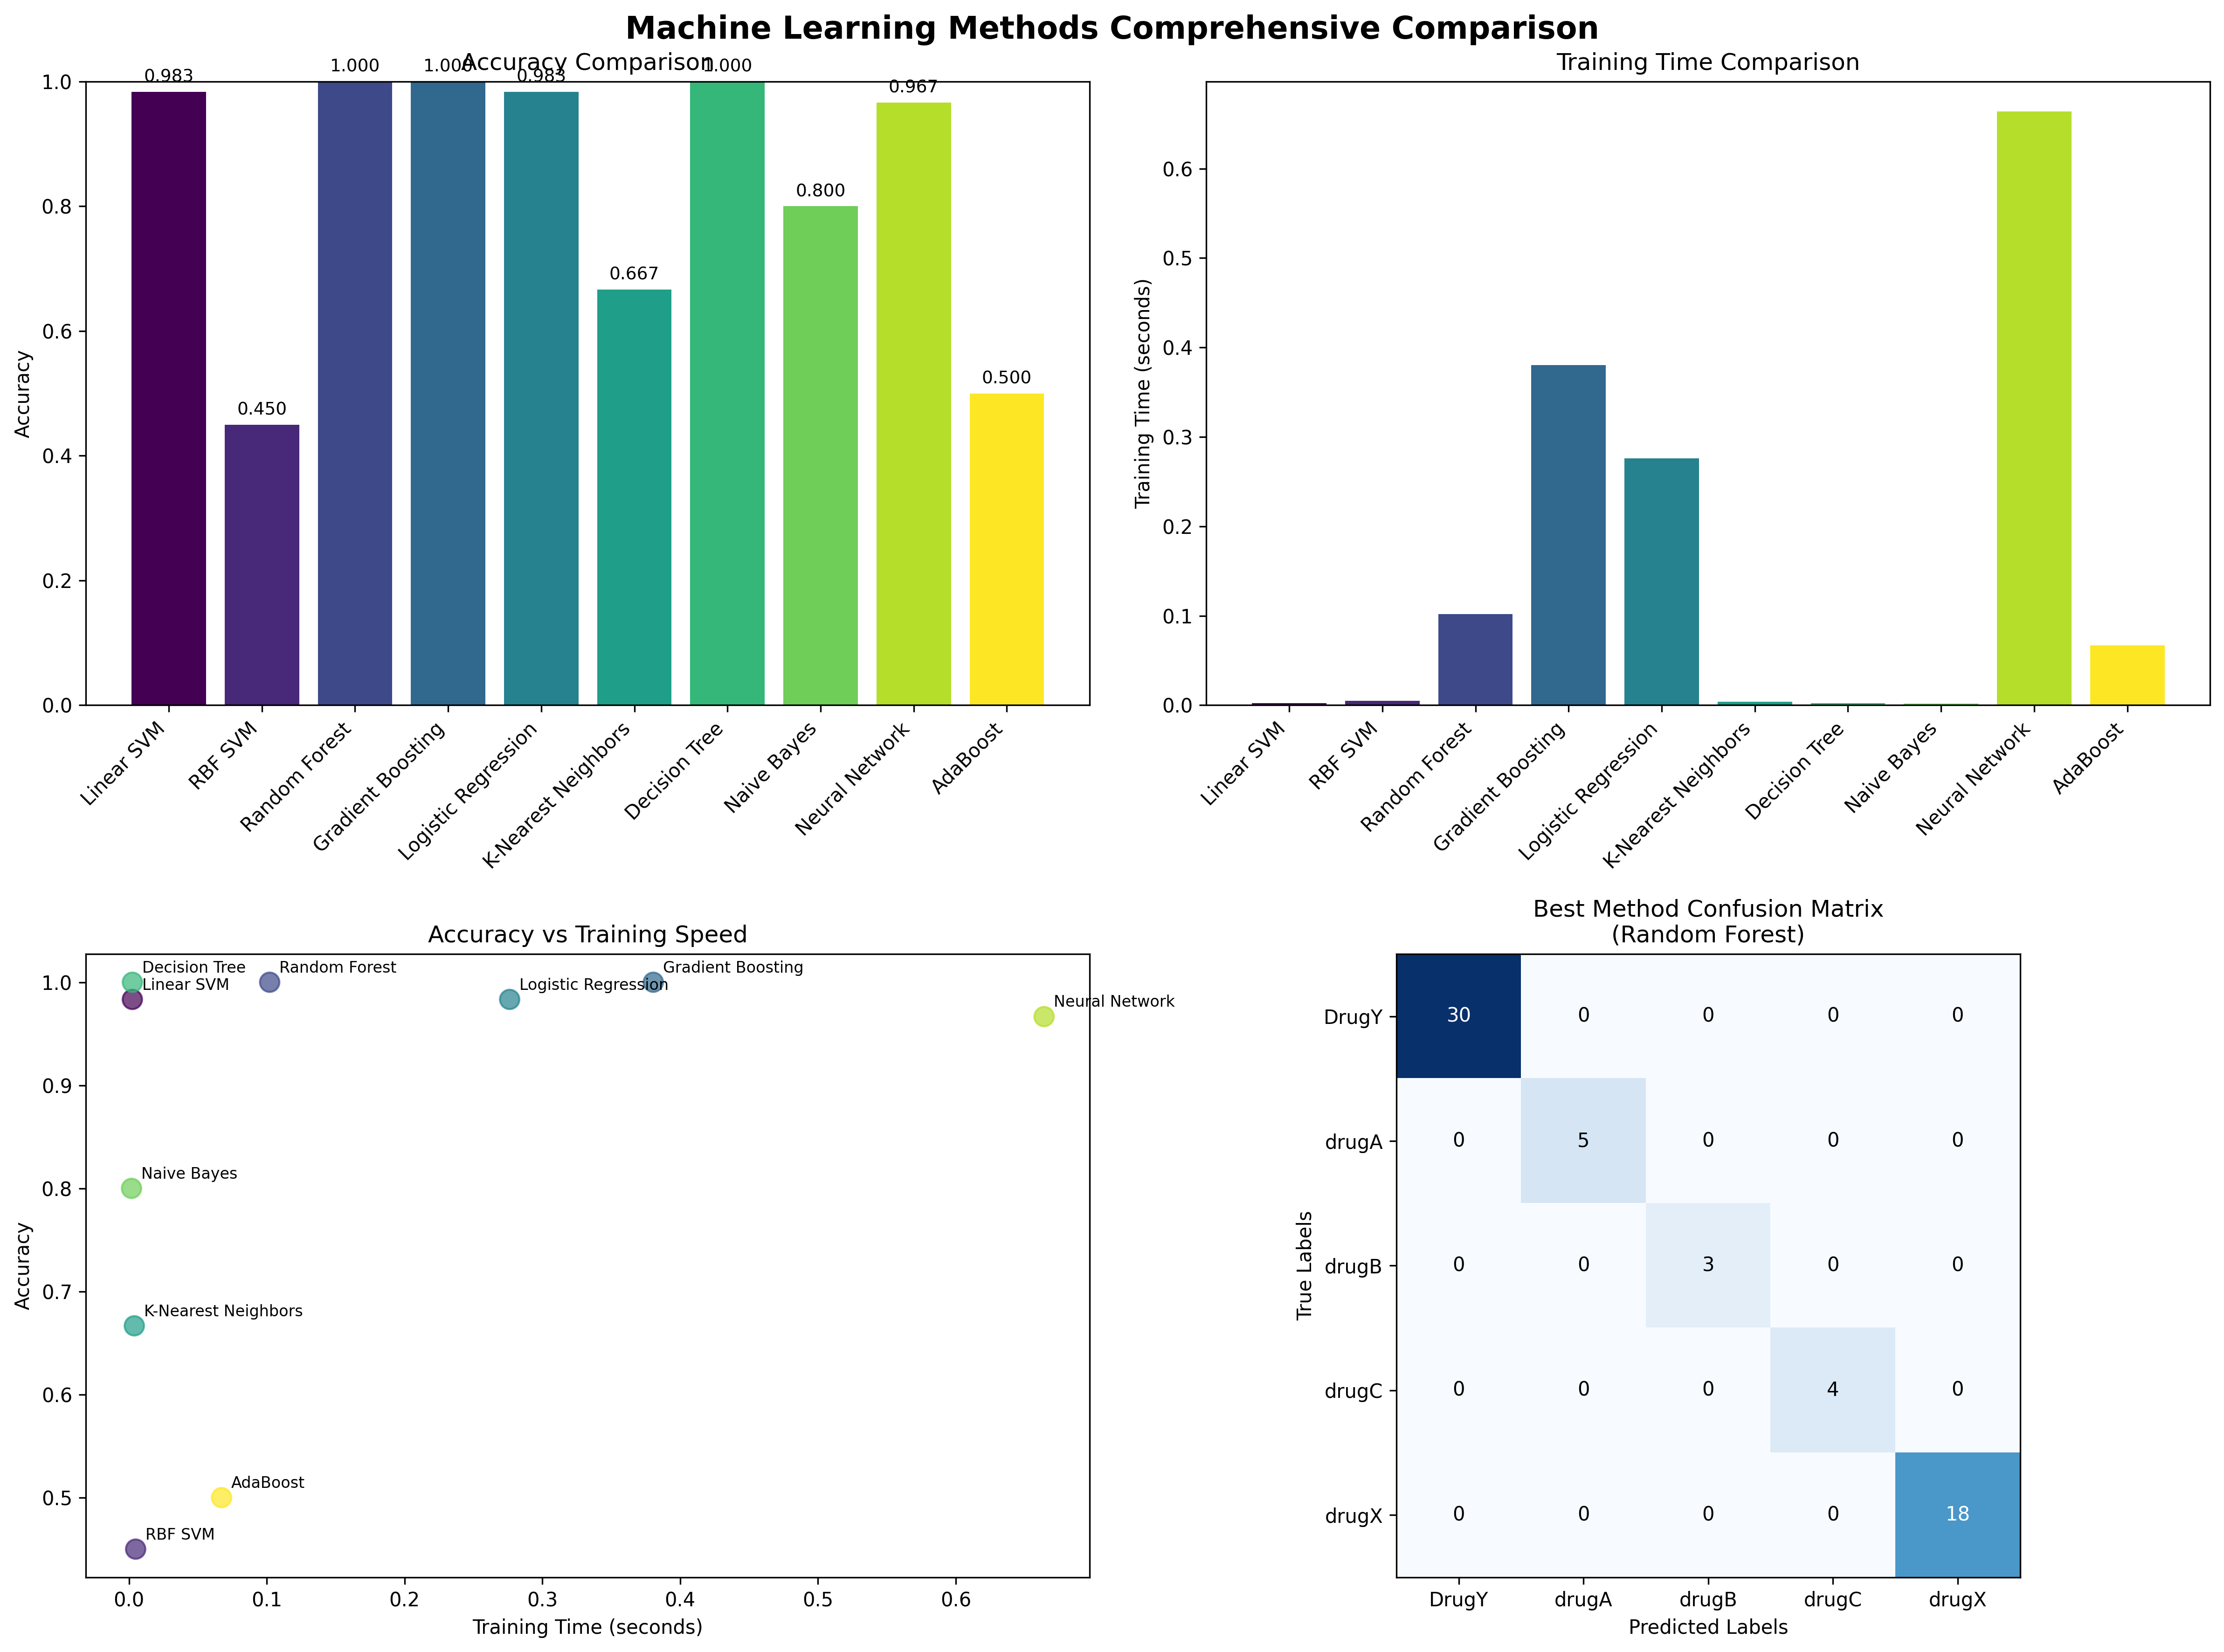 Machine Learning Methods Comprehensive Comparison
Accuracy Comparison
0.983
0.450
1.000
1.000
0.983
0.667
1.000
0.800
0.967
0.500
Accuracy
1.0
0.8
0.6
0.4
0.2
0.0
Linear SVM
RBF SVM
Random Forest
Gradient Boosting
Logistic Regression
K-Nearest Neighbors
Decision Tree
Naive Bayes
Neural Network
AdaBoost
Training Time Comparison
Training Time (seconds)
0.6
0.5
0.4
0.3
0.2
0.1
0.0
Linear SVM
RBF SVM
Random Forest
Gradient Boosting
Logistic Regression
K-Nearest Neighbors
Decision Tree
Naive Bayes
Neural Network
AdaBoost
Accuracy vs Training Speed
Accuracy
1.0
0.9
0.8
0.7
0.6
0.5
Decision Tree
Linear SVM
Random Forest
Logistic Regression
Gradient Boosting
Neural Network
Naive Bayes
K-Nearest Neighbors
AdaBoost
RBF SVM
0.0 0.1 0.2 0.3 0.4 0.5 0.6
Training Time (seconds)
Best Method Confusion Matrix
(Random Forest)
True Labels
DrugY 30 0 0 0 0
drugA 0 5 0 0 0
drugB 0 0 3 0 0
drugC 0 0 0 4 0
drugX 0 0 0 0 18
DrugY drugA drugB drugC drugX
Predicted Labels